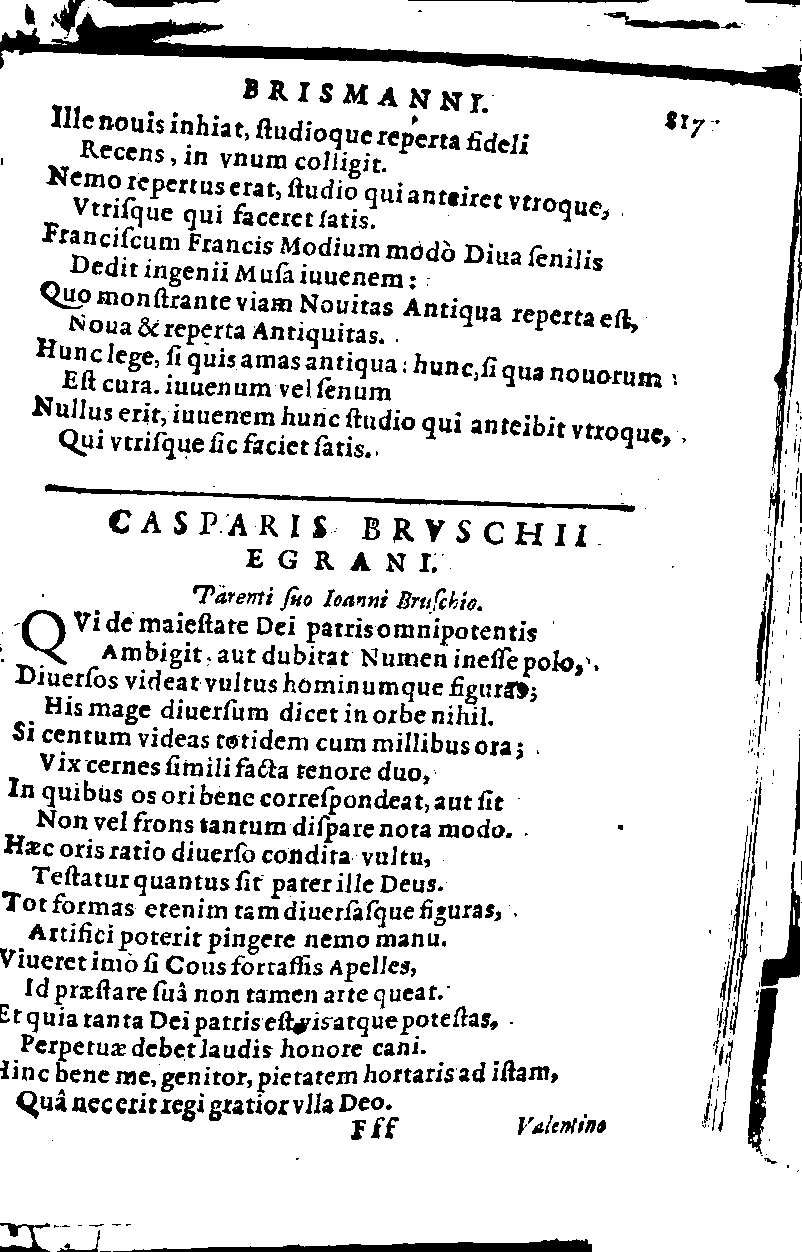 BRISMANNI. 817
Ille nouis inhiat, ſtudioque reperta fideli
Recens, in vnum colligit.
Nemo repertus erat, ſtudio qui anteiret vtroque,
Vtriſque qui faceret ſatis.
Franciſcum Francis Modium modò Diua ſenilis
Dedit ingenii Muſa iuuenem:
Quo monſtrante viam Nouitas Antiqua reperta eſt,
Noua & reperta Antiquitas.
Hunc lege, ſi quis amas antiqua: hunc, ſi qua nouorum
Eſt cura. iuuenum vel ſenum
Nullus erit, iuuenem hunc ſtudio qui anteibit vtroque,
Qui vtriſque ſic faciet ſatis.
CASPARIS BRVSCHII
EGRANI.
Parenti ſuo Ioanni Bruſchio.
QVi de maieſtate Dei patris omnipotentis
Ambigit, aut dubitat Numen ineſſe polo,
Diuerſos videat vultus hominumque figuras;
His mage diuerſum dicet in orbe nihil.
Si centum videas totidem cum millibus ora;
Vix cernes ſimili facta tenore duo,
In quibus os ori bene correſpondeat, aut ſit
Non vel frons tantum diſpare nota modo.
Hæc oris ratio diuerſo condita vultu,
Teſtatur quantus ſit pater ille Deus.
Tot formas etenim tam diuerſaſque figuras,
Artifici poterit pingere nemo manu.
Viueret imò ſi Cous fortaſſis Apelles,
Id præſtare ſuâ non tamen arte queat.
Et quia tanta Dei patris eſt vis atque poteſtas,
Perpetuæ debet laudis honore cani.
Hinc bene me, genitor, pietatem hortaris ad iſtam,
Quâ nec erit regi gratior vlla Deo.
Fff Valentino